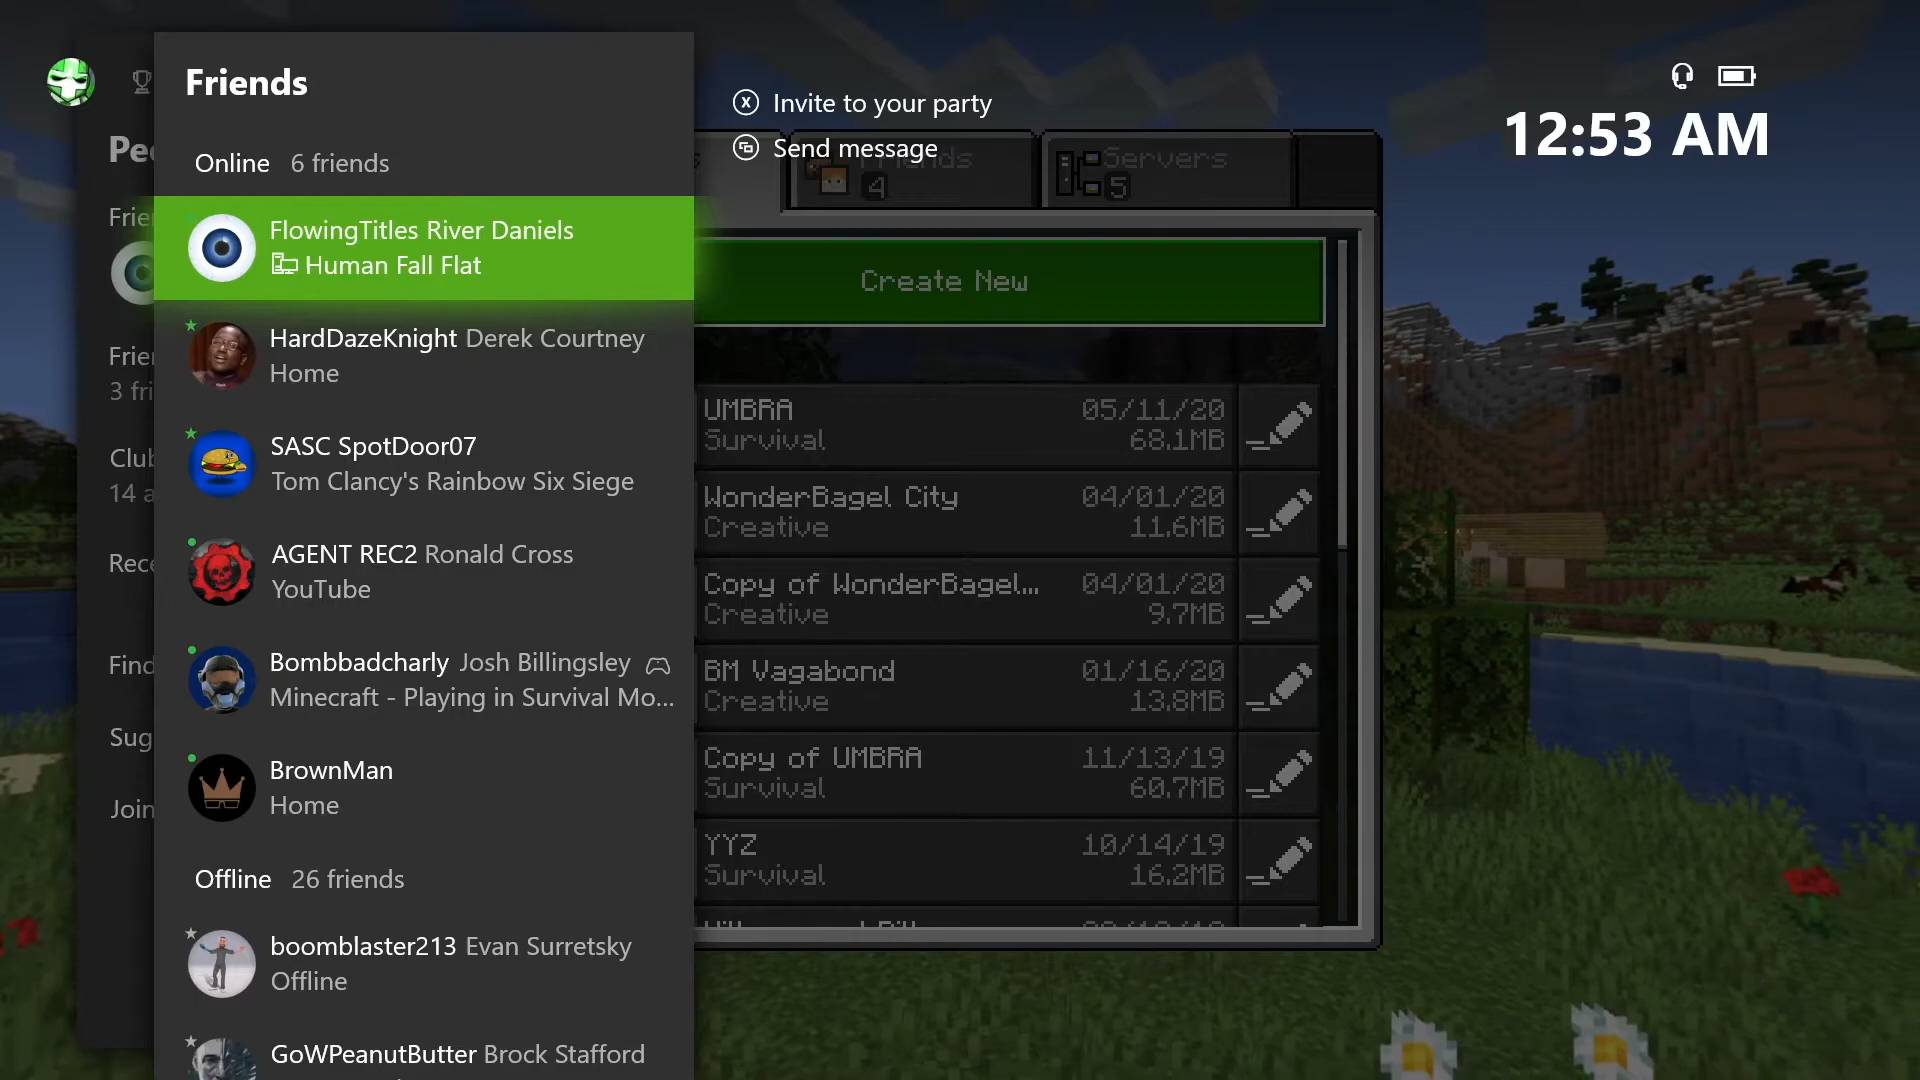 Friends
Online 6 friends
FlowingTitles River Daniels
Human Fall Flat
HardDazeKnight Derek Courtney
Home
SASC SpotDoor07
Tom Clancy's Rainbow Six Siege
AGENT REC2 Ronald Cross
YouTube
Bombbadcharly Josh Billingsley
Minecraft - Playing in Survival Mo...
BrownMan
Home
Offline 26 friends
boomblaster213 Evan Surretsky
Offline
GoWPeanutButter Brock Stafford
X Invite to your party
Send message
12:53 AM
Friends
4
Servers
5
Create New
UMBRA 05/11/20
Survival 68.1MB
WonderBagel City 04/01/20
Creative 11.6MB
Copy of WonderBagel... 04/01/20
Creative 9.7MB
BM Vagabond 01/16/20
Creative 13.8MB
Copy of UMBRA 11/13/19
Survival 60.7MB
YYZ 10/14/19
Survival 16.2MB